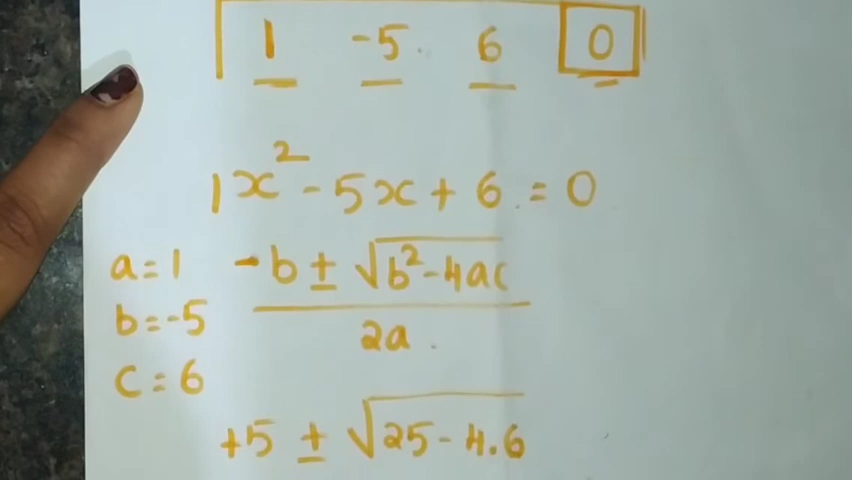 1 -5 6 0
1x² - 5x + 6 = 0
a = 1
b = -5
c = 6
-b ± √b² - 4ac
2a
+5 ± √25 - 4.6